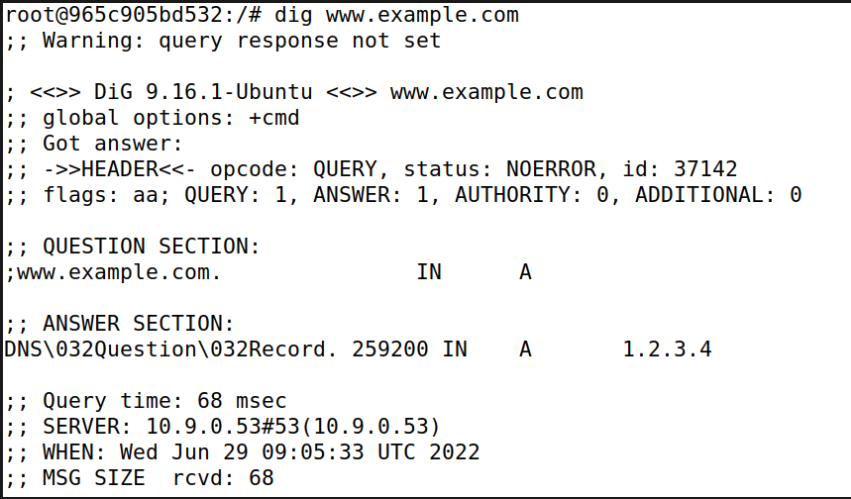 root@965c905bd532:/# dig www.example.com
;; Warning: query response not set
; <<>> DiG 9.16.1-Ubuntu <<>> www.example.com
;; global options: +cmd
;; Got answer:
;; ->>HEADER<<- opcode: QUERY, status: NOERROR, id: 37142
;; flags: aa; QUERY: 1, ANSWER: 1, AUTHORITY: 0, ADDITIONAL: 0
;; QUESTION SECTION:
;www.example.com. IN A
;; ANSWER SECTION:
DNS\032Question\032Record. 259200 IN A 1.2.3.4
;; Query time: 68 msec
;; SERVER: 10.9.0.53#53(10.9.0.53)
;; WHEN: Wed Jun 29 09:05:33 UTC 2022
;; MSG SIZE rcvd: 68